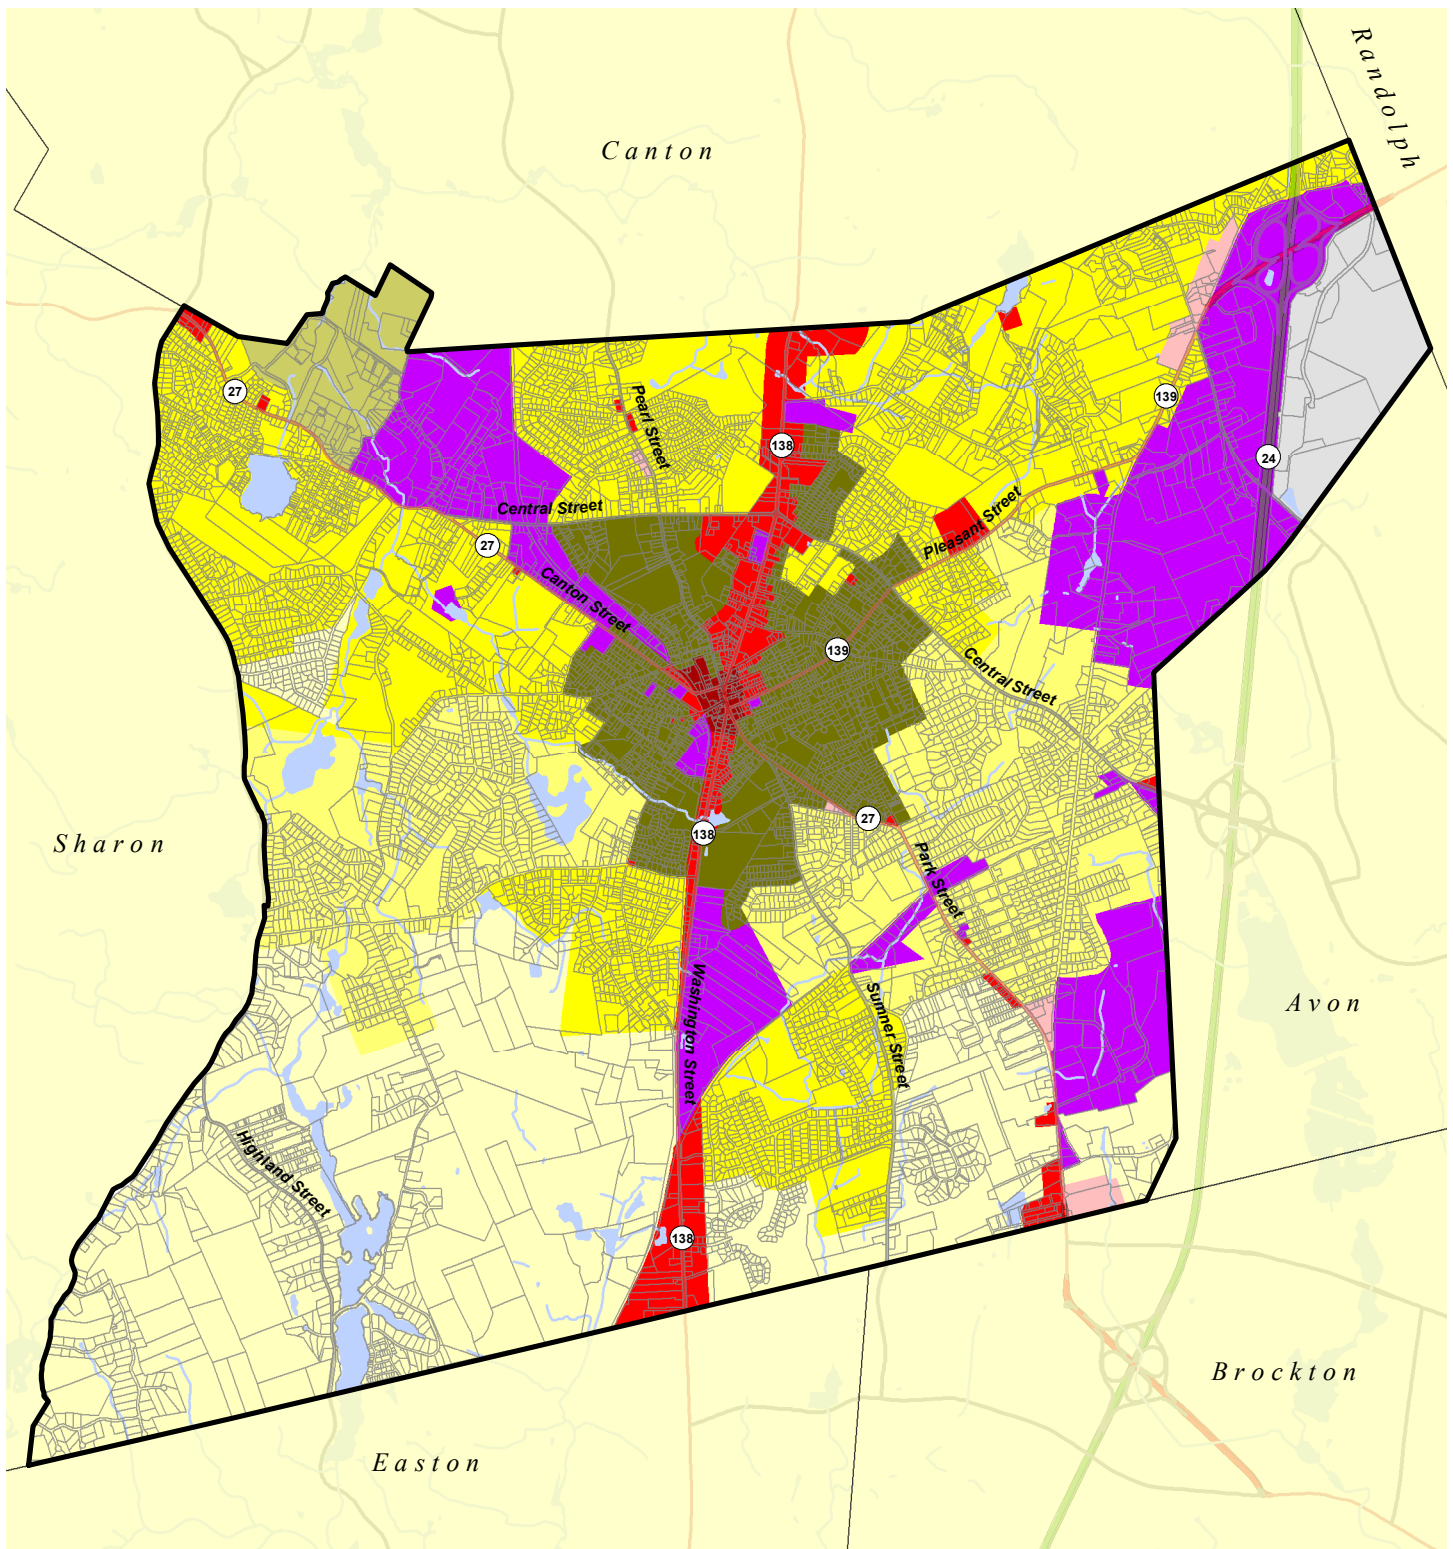 Randolph
Canton
27
Pearl Street
138
139
24
Central Street
Pleasant Street
27
Canton Street
139
Central Street
Sharon
138
27
Park Street
Washington Street
Sumner Street
Avon
Highland Street
138
Brockton
Easton